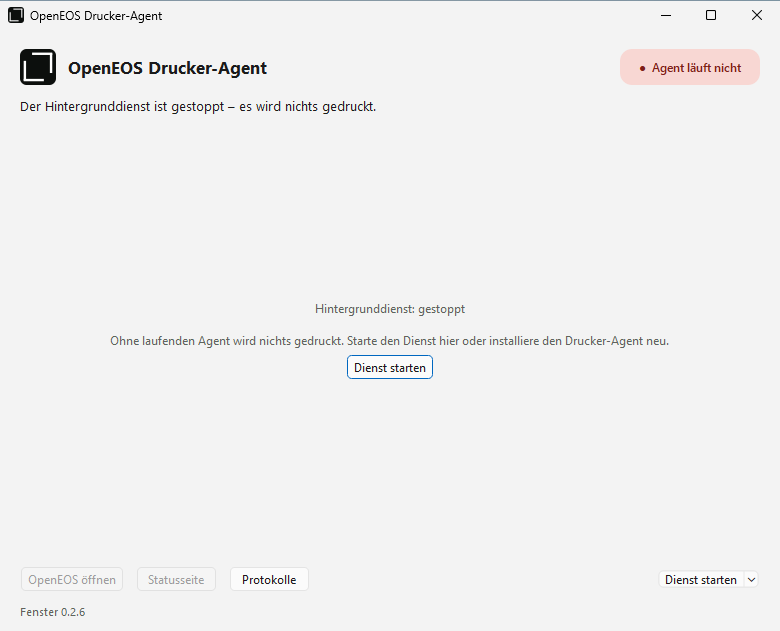 OpenEOS Drucker-Agent
OpenEOS Drucker-Agent
● Agent läuft nicht
Der Hintergrunddienst ist gestoppt – es wird nichts gedruckt.
Hintergrunddienst: gestoppt
Ohne laufenden Agent wird nichts gedruckt. Starte den Dienst hier oder installiere den Drucker-Agent neu.
Dienst starten
OpenEOS öffnen
Statusseite
Protokolle
Dienst starten
Fenster 0.2.6